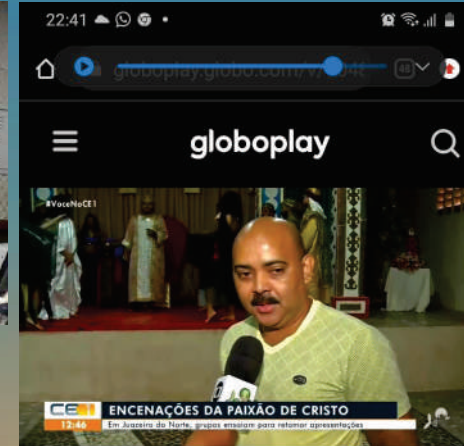 22:41
globoplay.globo.com/v/
48
globoplay
#VoceNoCE1
CE1
ENCENAÇÕES DA PAIXÃO DE CRISTO
12:46
Em Juazeiro do Norte, grupos ensaiam para retomar apresentações